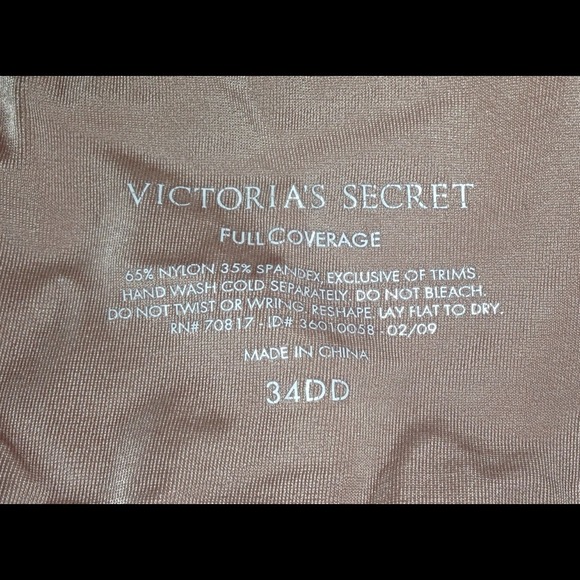 VICTORIA'S SECRET
FULL COVERAGE
65% NYLON 35% SPANDEX. EXCLUSIVE OF TRIMS.
HAND WASH COLD SEPARATELY. DO NOT BLEACH.
DO NOT TWIST OR WRING. RESHAPE. LAY FLAT TO DRY.
RN# 70817 - ID# 36010058 - 02/09
MADE IN CHINA
34DD